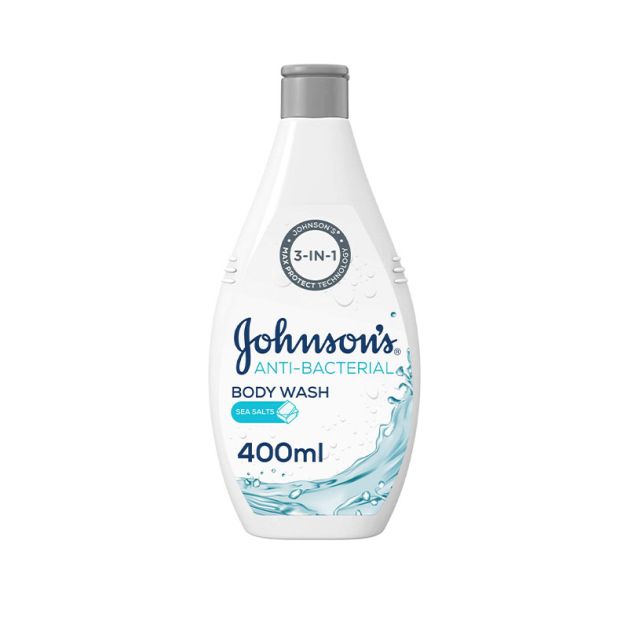 JOHNSON'S®
3-IN-1
MAX PROTECT TECHNOLOGY
Johnson's®
ANTI-BACTERIAL
BODY WASH
SEA SALTS
400ml